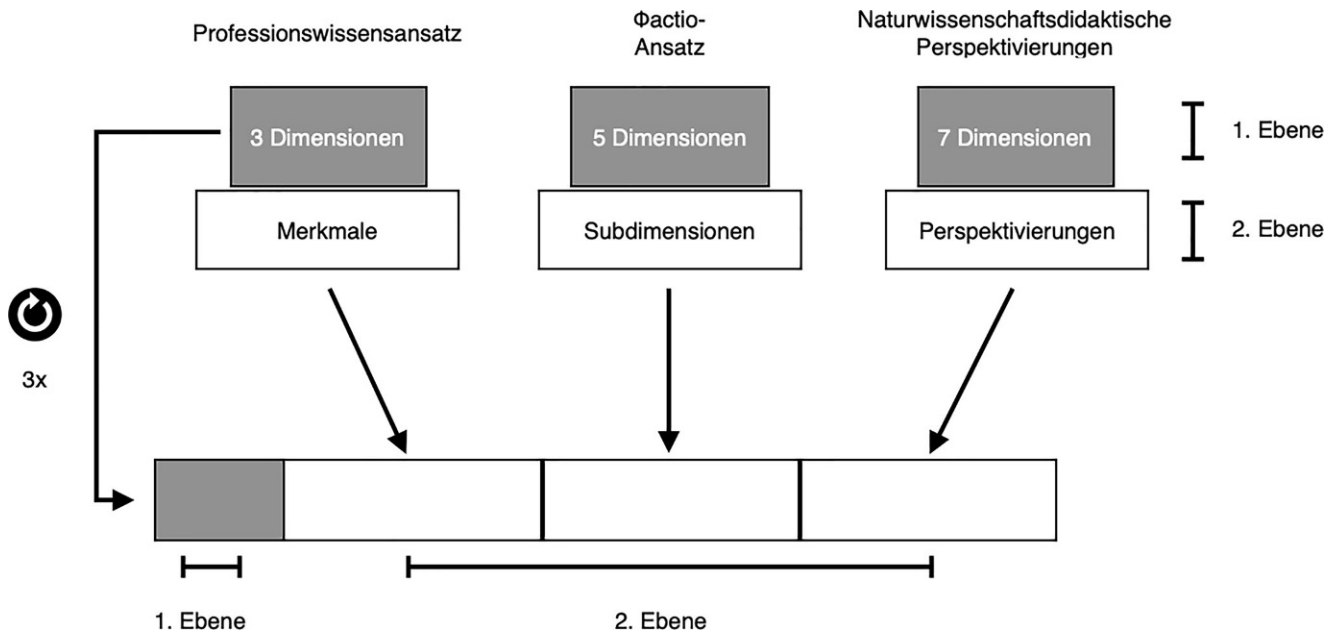 Professionswissensansatz
Φactio-
Ansatz
Naturwissenschaftsdidaktische
Perspektivierungen
3 Dimensionen
5 Dimensionen
7 Dimensionen
1. Ebene
Merkmale
Subdimensionen
Perspektivierungen
2. Ebene
3x
1. Ebene
2. Ebene